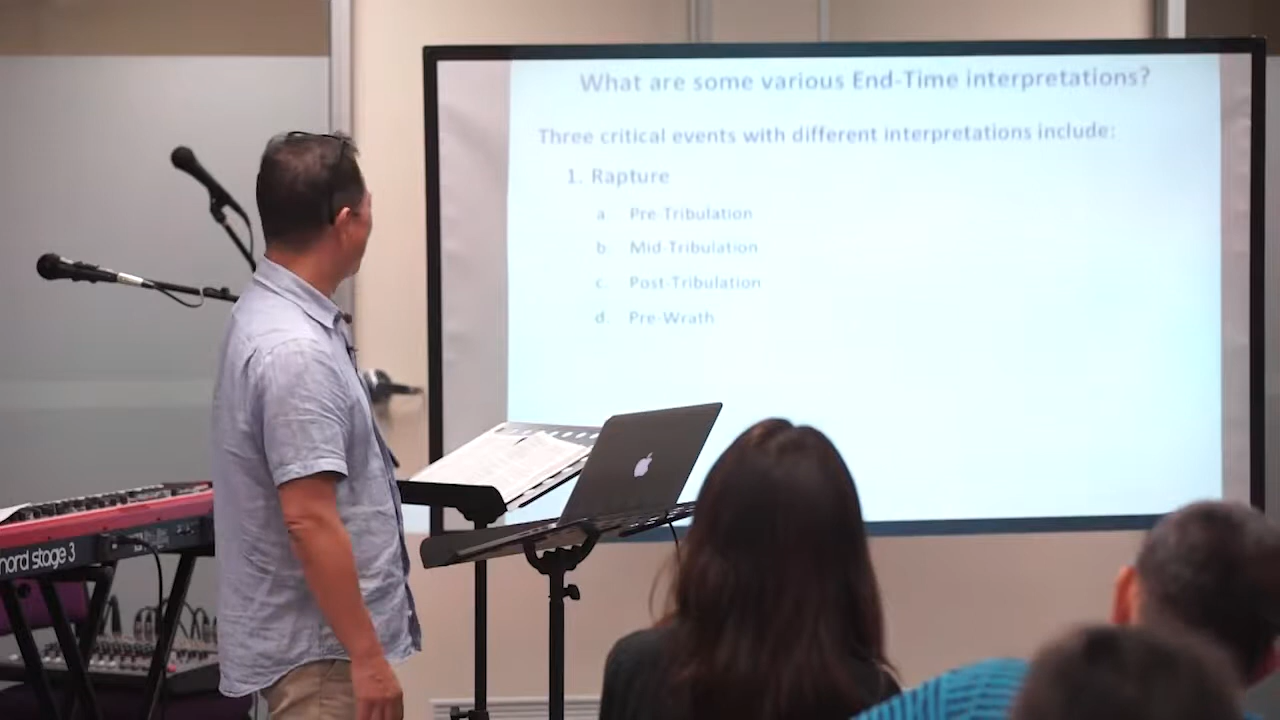 What are some various End-Time interpretations?
Three critical events with different interpretations include:
1. Rapture
a Pre-Tribulation
b. Mid-Tribulation
c. Post-Tribulation
d. Pre-Wrath
nord stage 3